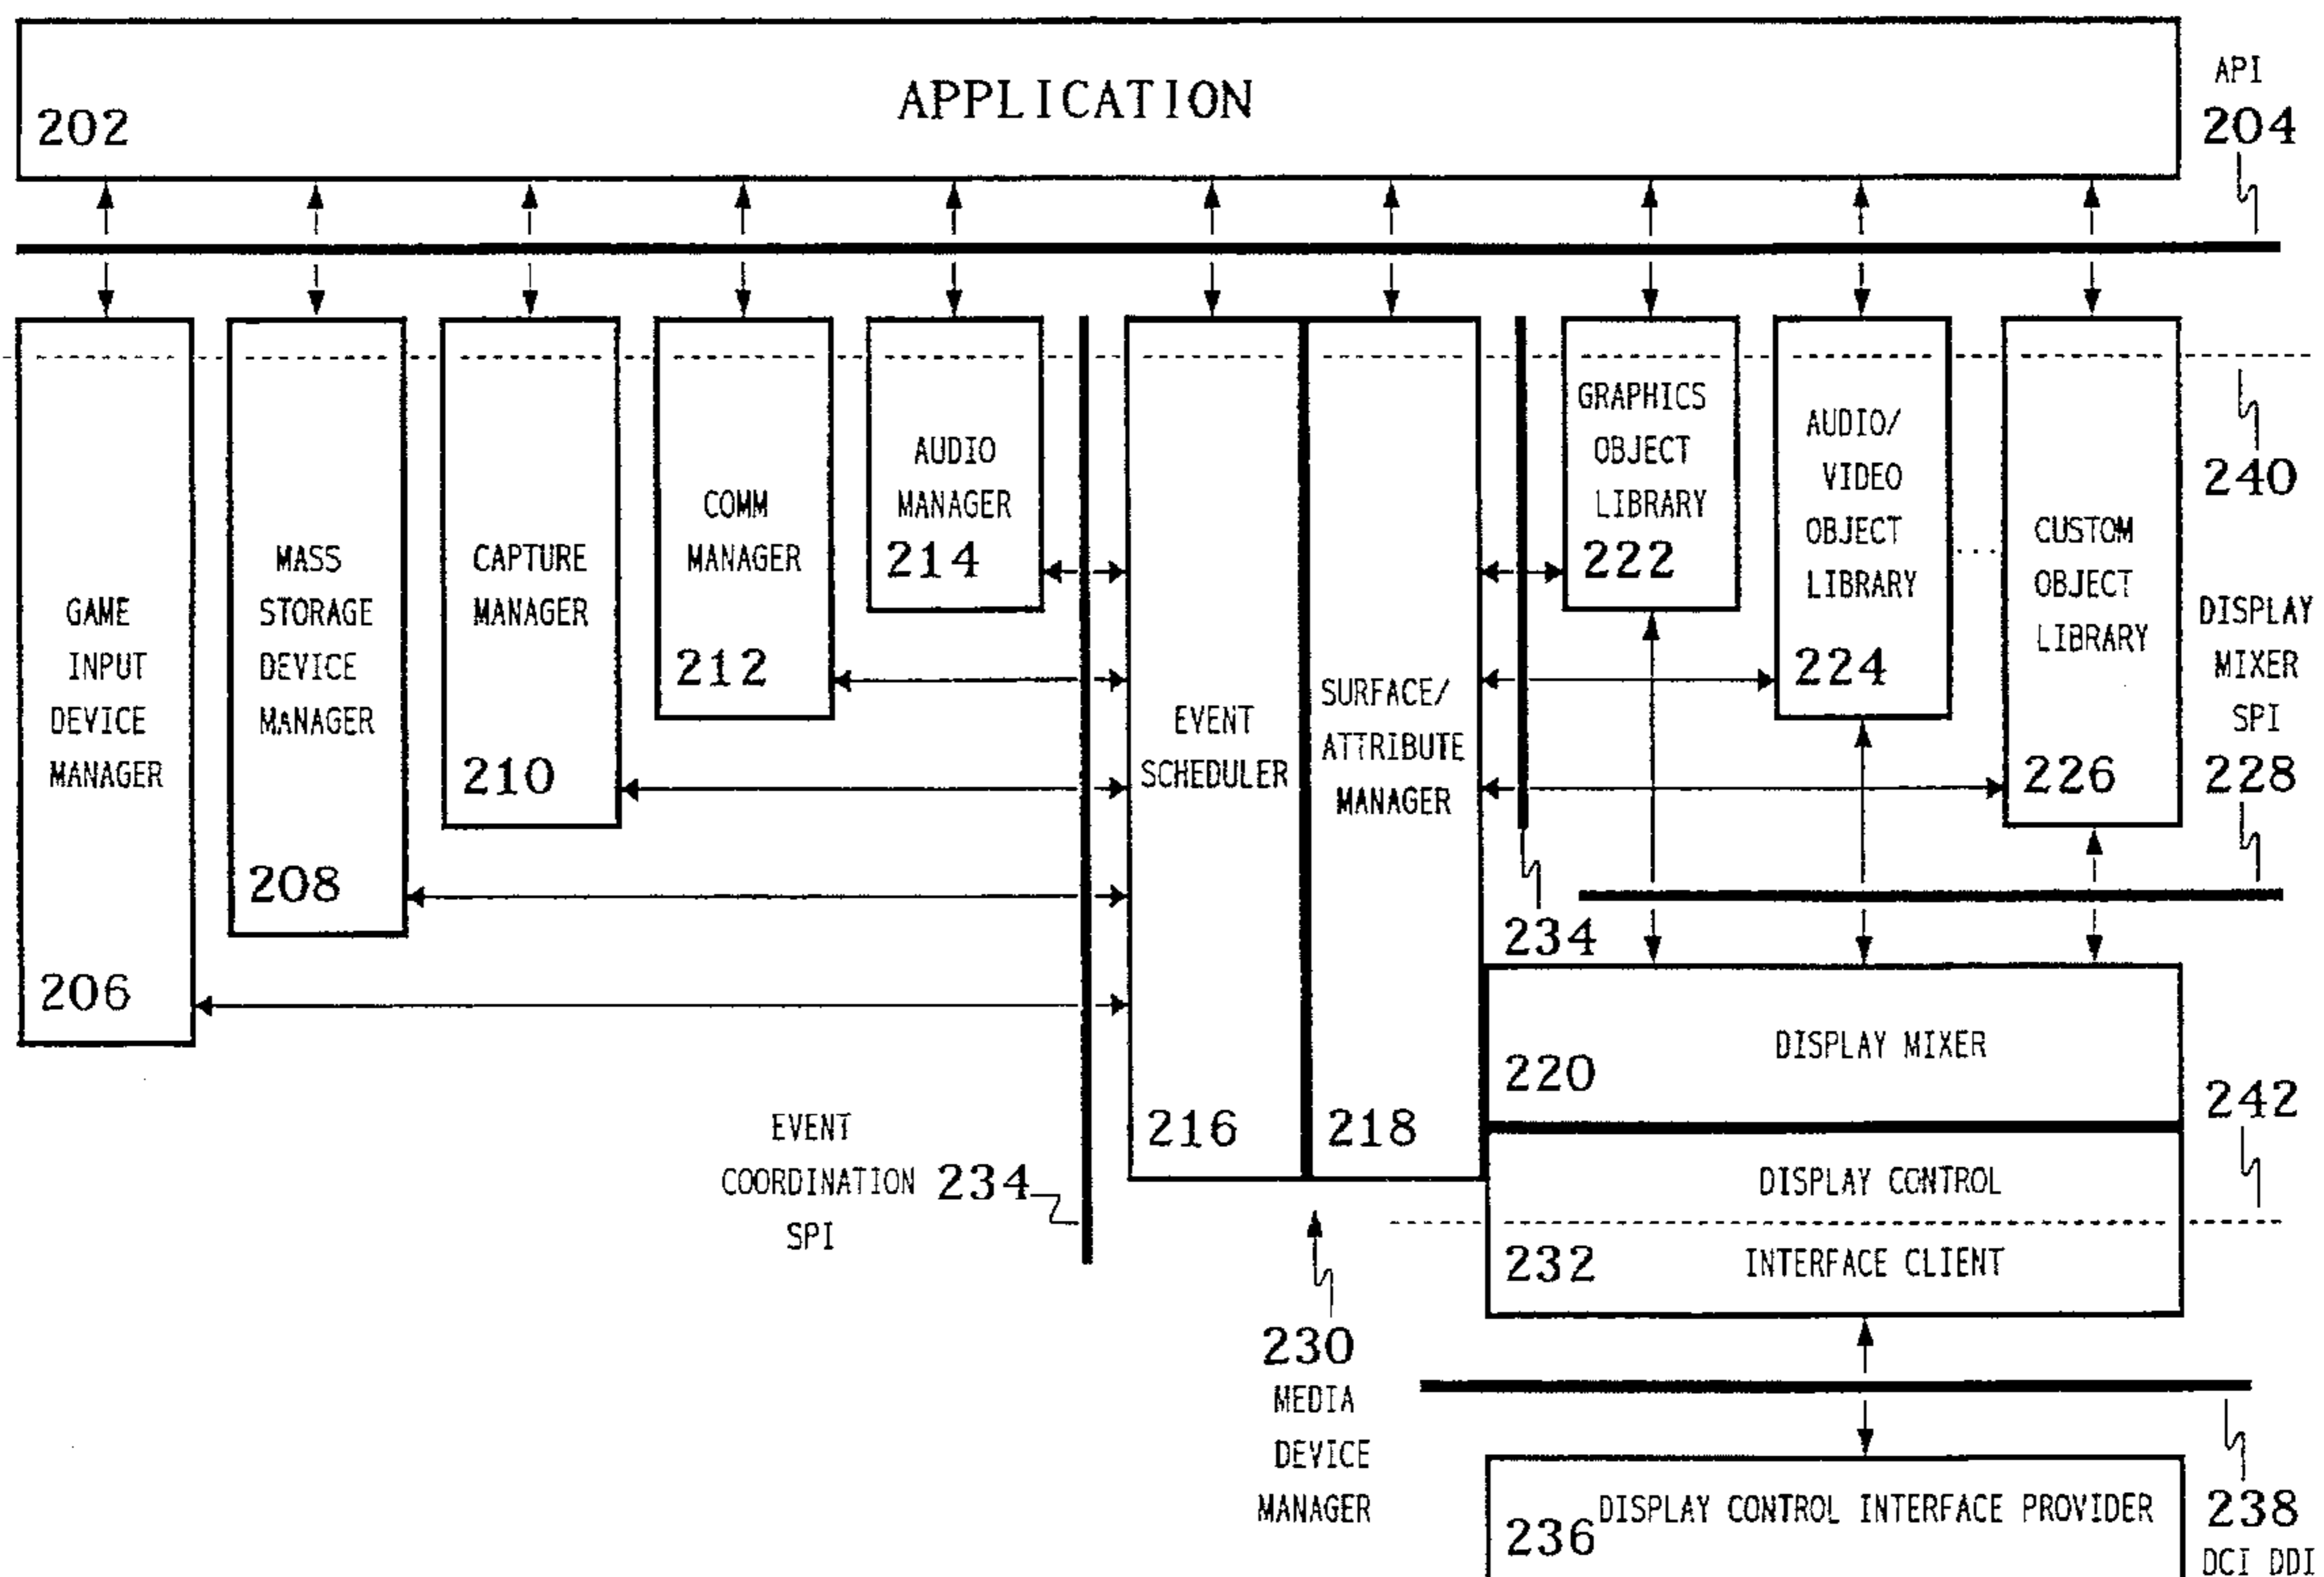 APPLICATION
202
API
204
GAME
INPUT
DEVICE
MANAGER
206
MASS
STORAGE
DEVICE
MANAGER
208
CAPTURE
MANAGER
210
COMM
MANAGER
212
AUDIO
MANAGER
214
EVENT
SCHEDULER
216
SURFACE/
ATTRIBUTE
MANAGER
218
GRAPHICS
OBJECT
LIBRARY
222
AUDIO/
VIDEO
OBJECT
LIBRARY
224
...
CUSTOM
OBJECT
LIBRARY
226
240
DISPLAY
MIXER
SPI
228
234
DISPLAY MIXER
220
242
DISPLAY CONTROL
232 INTERFACE CLIENT
EVENT
COORDINATION 234
SPI
230
MEDIA
DEVICE
MANAGER
DISPLAY CONTROL INTERFACE PROVIDER
236
238
DCI DDI